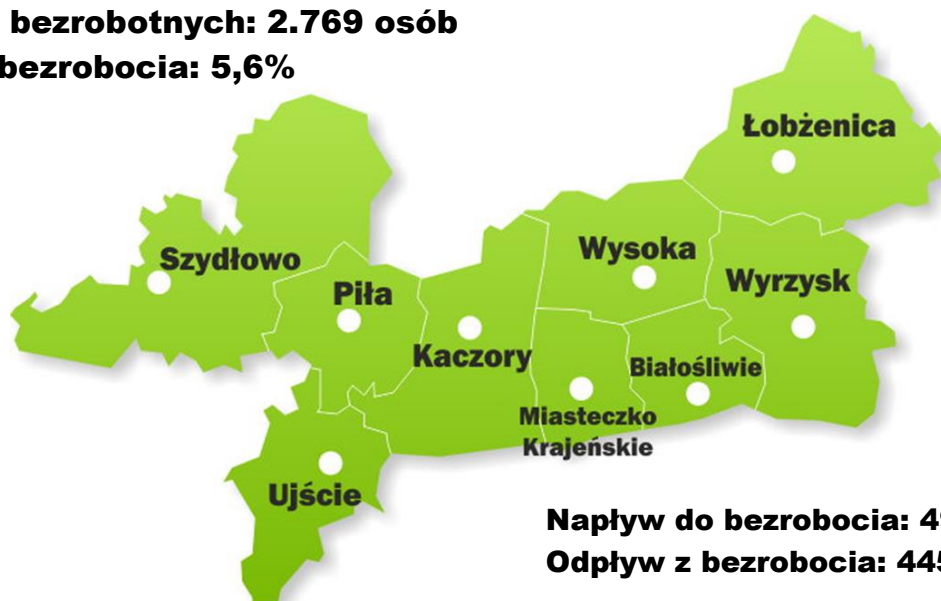 bezrobotnych: 2.769 osób
bezrobocia: 5,6%
Łobżenica
Szydłowo
Wysoka
Piła
Wyrzysk
Kaczory
Białośliwie
Miasteczko
Krajeńskie
Ujście
Napływ do bezrobocia:
Odpływ z bezrobocia: 445